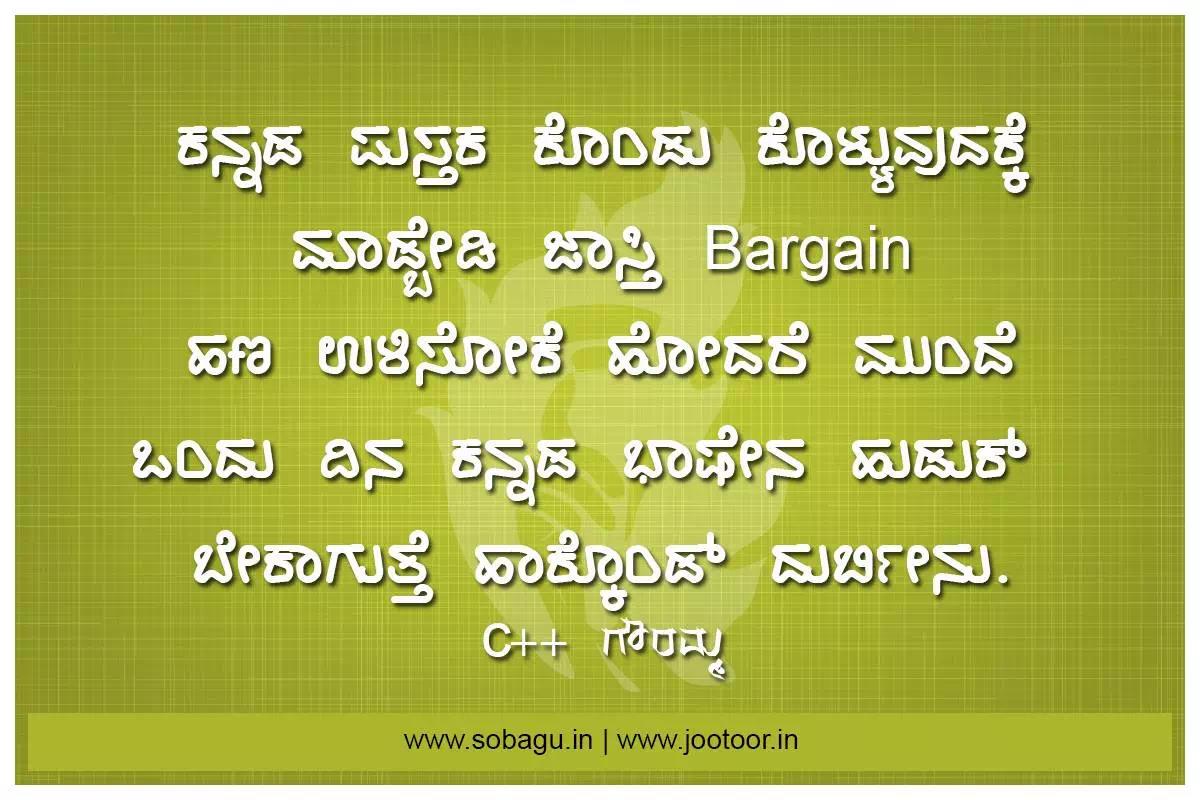 ಕನ್ನಡ ಪುಸ್ತಕ ಕೊಂಡು ಕೊಳ್ಳುವುದಕ್ಕೆ
ಮಾಡ್ಬೇಡಿ ಜಾಸ್ತಿ Bargain
ಹಣ ಉಳಿಸೋಕೆ ಹೋದರೆ ಮುಂದೆ
ಒಂದು ದಿನ ಕನ್ನಡ ಭಾಷೇನ ಹುಡುಕ್
ಬೇಕಾಗುತ್ತೆ ಹಾಕ್ಕೊಂಡ್ ದುರ್ಬೀನು.
C++ ಗೌರಮ್ಮ
www.sobagu.in | www.jootoor.in